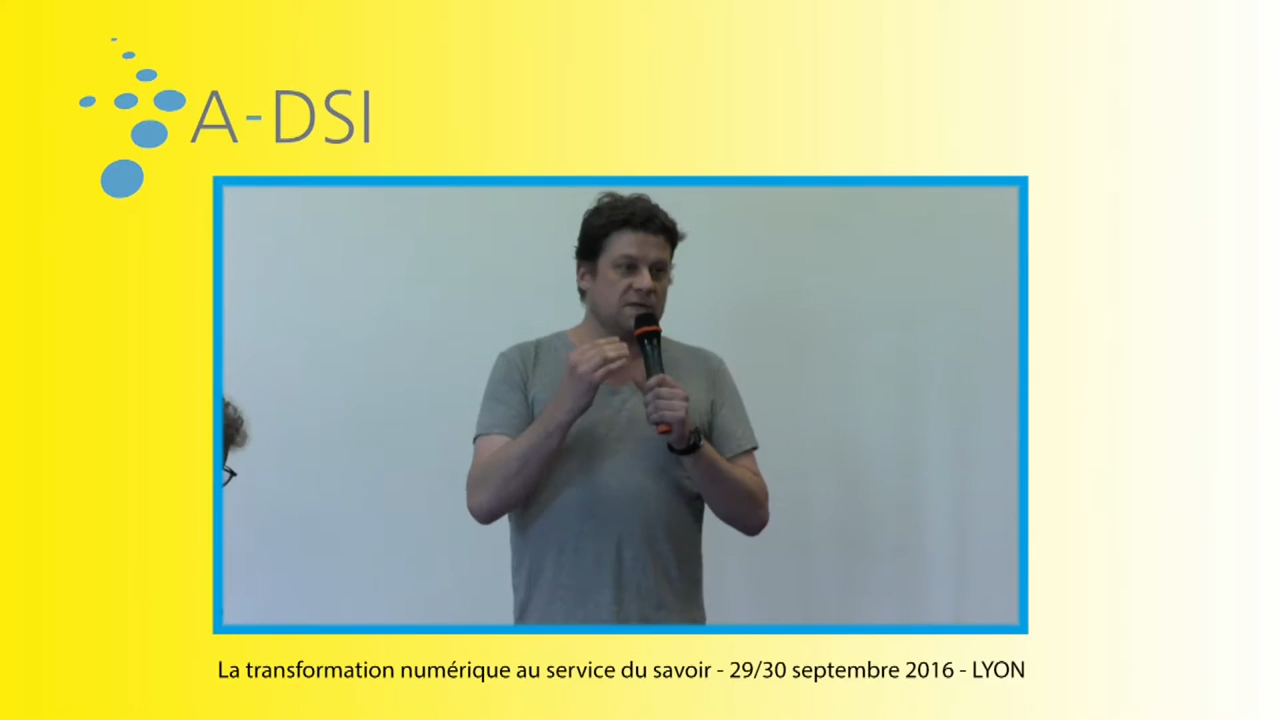 A-DSI
La transformation numérique au service du savoir - 29/30 septembre 2016 - LYON